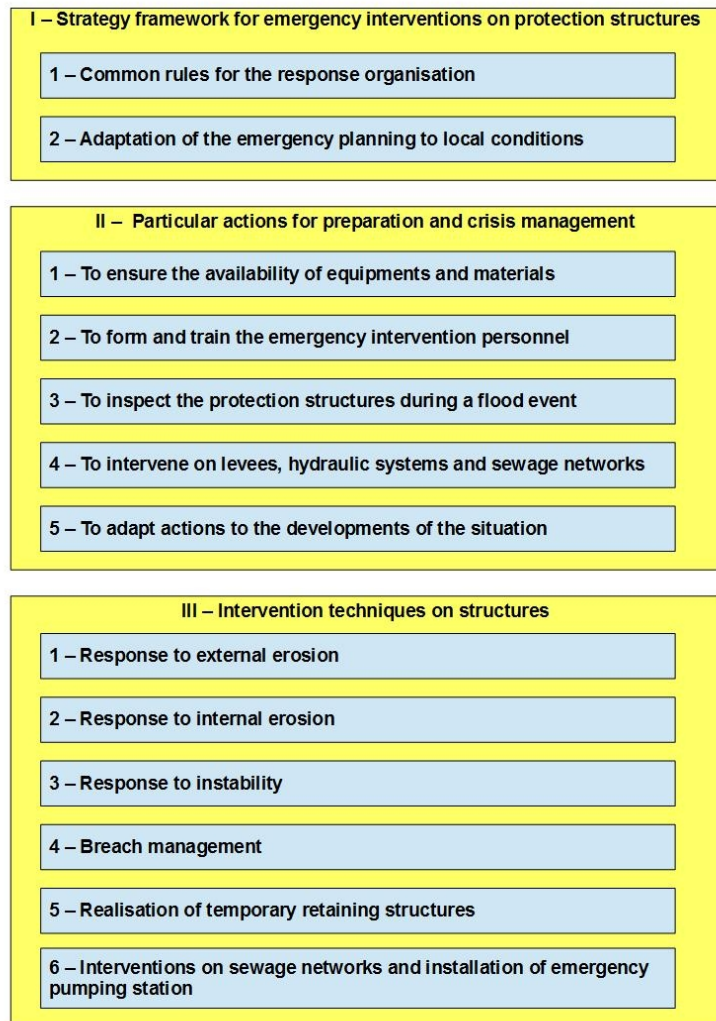 I – Strategy framework for emergency interventions on protection structures
1 – Common rules for the response organisation
2 – Adaptation of the emergency planning to local conditions
II –  Particular actions for preparation and crisis management
1 – To ensure the availability of equipments and materials
2 – To form and train the emergency intervention personnel
3 – To inspect the protection structures during a flood event
4 – To intervene on levees, hydraulic systems and sewage networks
5 – To adapt actions to the developments of the situation
III – Intervention techniques on structures
1 – Response to external erosion
2 – Response to internal erosion
3 – Response to instability
4 – Breach management
5 – Realisation of temporary retaining structures
6 – Interventions on sewage networks and installation of emergency
pumping station